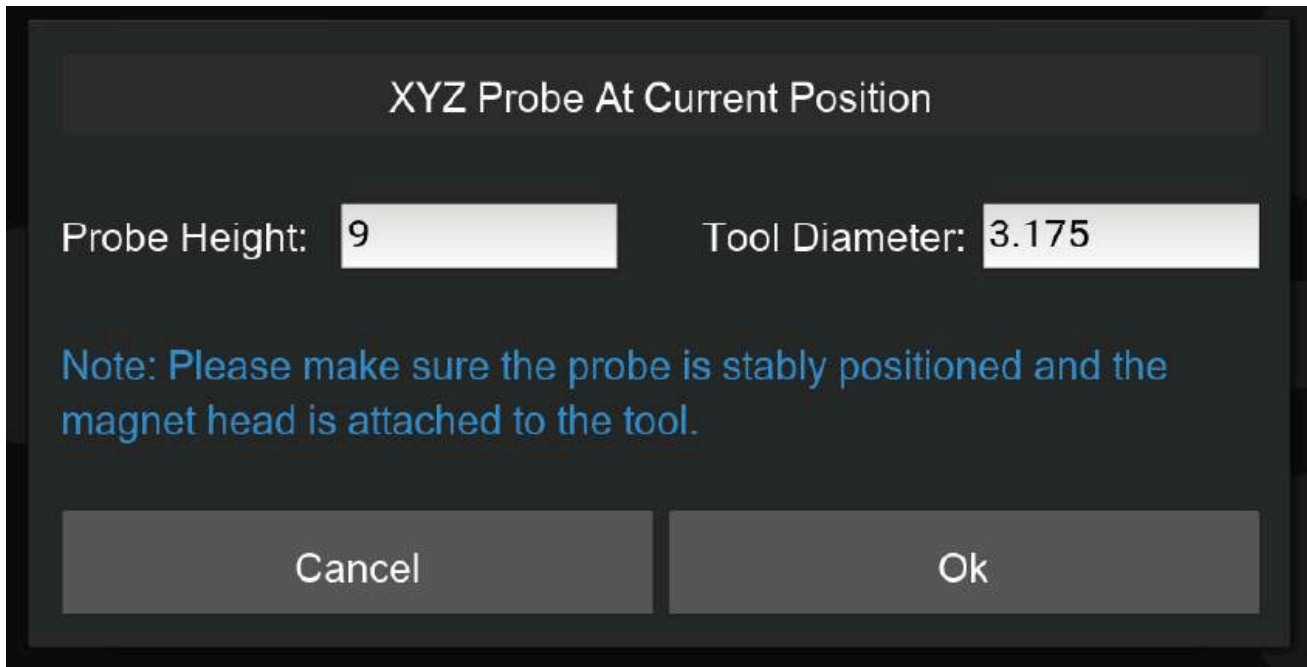 XYZ Probe At Current Position
Probe Height: 9 Tool Diameter: 3.175
Note: Please make sure the probe is stably positioned and the
magnet head is attached to the tool.
Cancel Ok